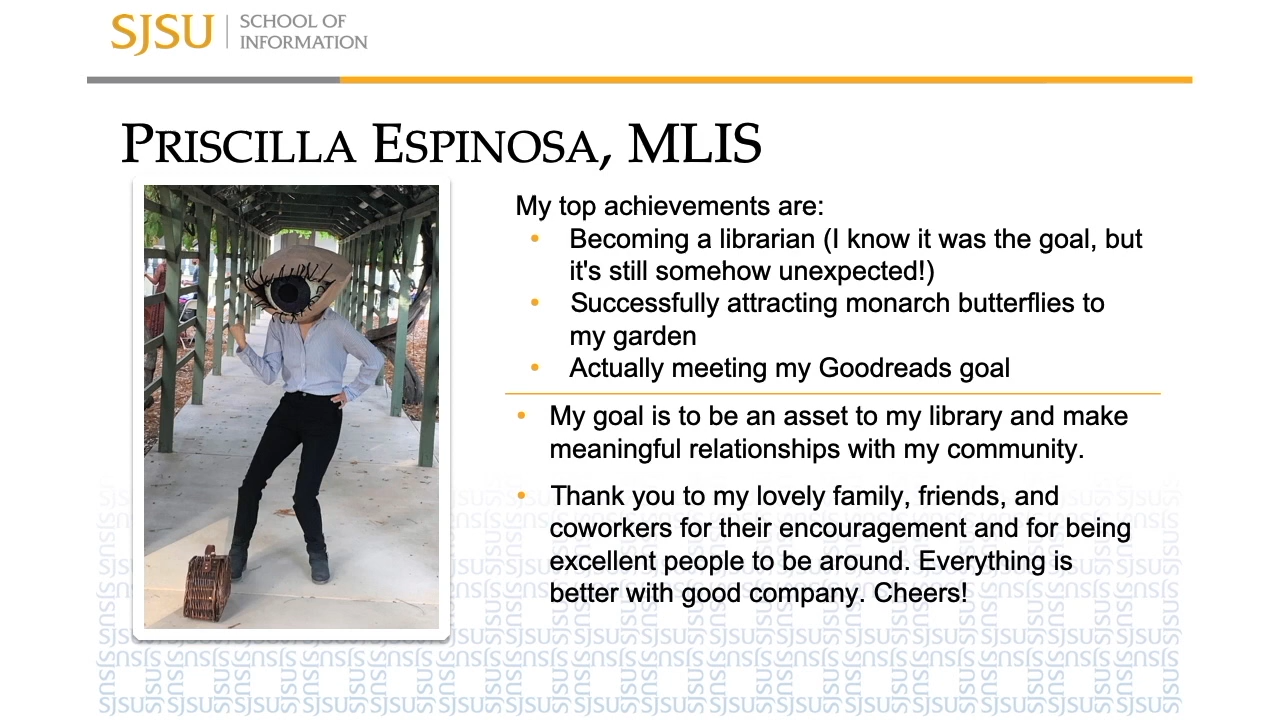 SJSU | SCHOOL OF
INFORMATION
PRISCILLA ESPINOSA, MLIS
My top achievements are:
• Becoming a librarian (I know it was the goal, but
it's still somehow unexpected!)
• Successfully attracting monarch butterflies to
my garden
• Actually meeting my Goodreads goal
• My goal is to be an asset to my library and make
meaningful relationships with my community.
• Thank you to my lovely family, friends, and
coworkers for their encouragement and for being
excellent people to be around. Everything is
better with good company. Cheers!